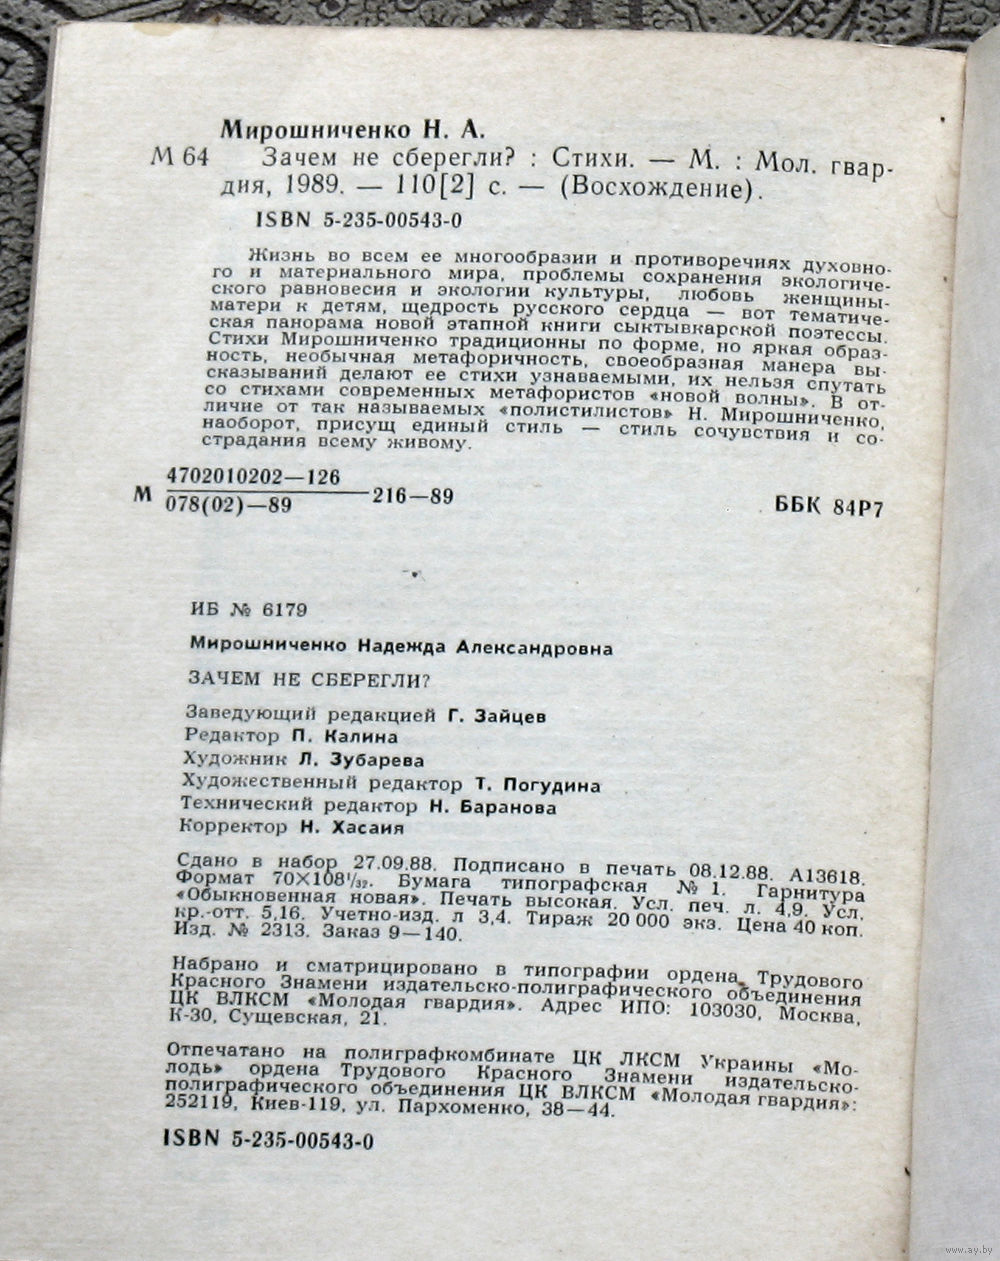 Мирошниченко Н. А.
М 64 Зачем не сберегли? : Стихи. — М. : Мол. гвар-
дия, 1989. — 110[2] с. — (Восхождение).
ISBN 5-235-00543-0
Жизнь во всем ее многообразии и противоречиях духовно-
го и материального мира, проблемы сохранения экологиче-
ского равновесия и экологии культуры, любовь женщины-
матери к детям, щедрость русского сердца — вот тематиче-
ская панорама новой этапной книги сыктывкарской поэтессы.
Стихи Мирошниченко традиционны по форме, но яркая образ-
ность, необычная метафоричность, своеобразная манера вы-
сказываний делают ее стихи узнаваемыми, их нельзя спутать
со стихами современных метафористов «новой волны». В от-
личие от так называемых «полистилистов» Н. Мирошниченко,
наоборот, присущ единый стиль — стиль сочувствия и со-
страдания всему живому.
М 4702010202—126
078(02)—89 216—89
ББК 84Р7
ИБ № 6179
Мирошниченко Надежда Александровна
ЗАЧЕМ НЕ СБЕРЕГЛИ?
Заведующий редакцией Г. Зайцев
Редактор П. Калина
Художник Л. Зубарева
Художественный редактор Т. Погудина
Технический редактор Н. Баранова
Корректор Н. Хасаия
Сдано в набор 27.09.88. Подписано в печать 08.12.88. А13618.
Формат 70×108¹/₃₂. Бумага типографская № 1. Гарнитура
«Обыкновенная новая». Печать высокая. Усл. печ. л. 4,9. Усл.
кр.-отт. 5,16. Учетно-изд. л 3,4. Тираж 20 000 экз. Цена 40 коп.
Изд. № 2313. Заказ 9—140.
Набрано и сматрицировано в типографии ордена Трудового
Красного Знамени издательско-полиграфического объединения
ЦК ВЛКСМ «Молодая гвардия». Адрес ИПО: 103030, Москва,
К-30, Сущевская, 21.
Отпечатано на полиграфкомбинате ЦК ЛКСМ Украины «Мо-
лодь» ордена Трудового Красного Знамени издательско-
полиграфического объединения ЦК ВЛКСМ «Молодая гвардия»:
252119, Киев-119, ул. Пархоменко, 38—44.
ISBN 5-235-00543-0
www.ay.by